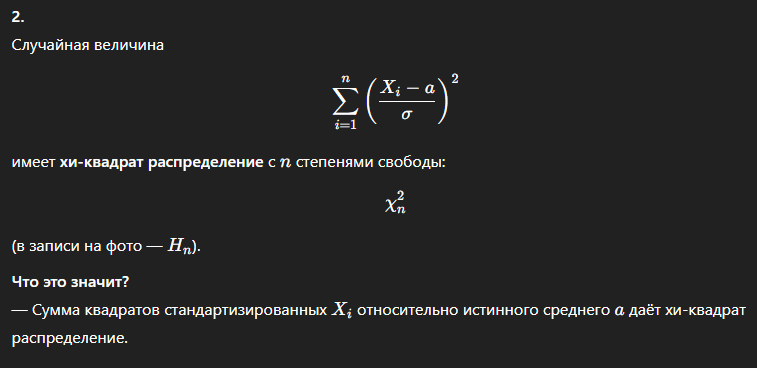 2.
Случайная величина
\sum_{i=1}^{n} \left( \frac{X_i - a}{\sigma} \right)^2
имеет хи-квадрат распределение с n степенями свободы:
\chi_n^2
(в записи на фото — H_n).
Что это значит?
— Сумма квадратов стандартизированных X_i относительно истинного среднего a даёт хи-квадрат
распределение.